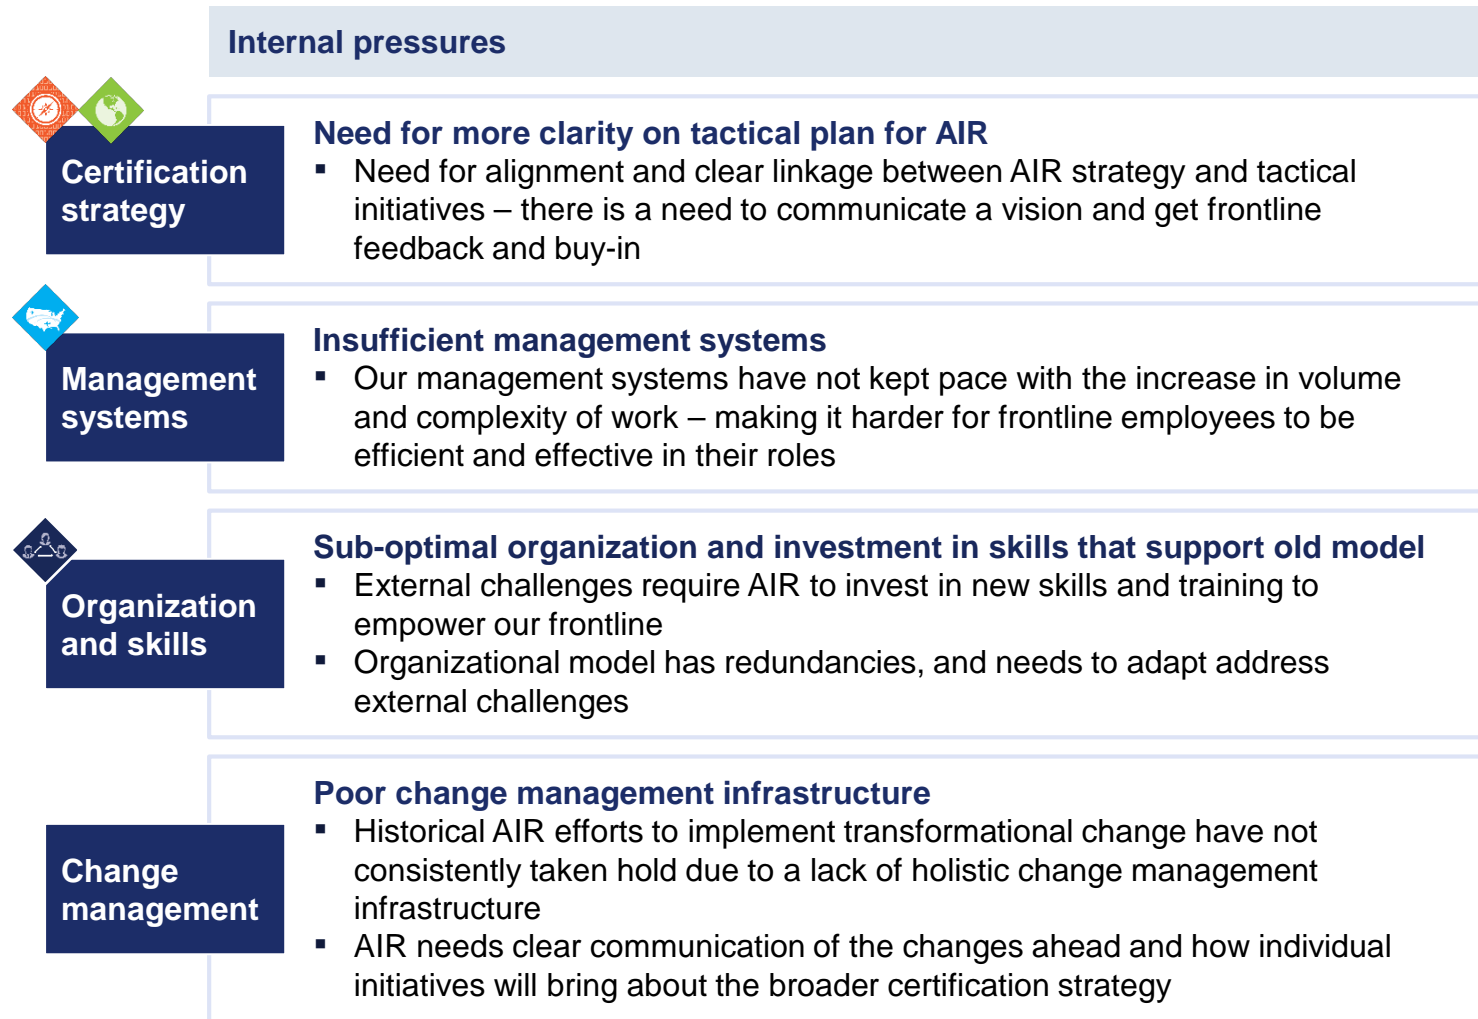 Internal pressures
Certification
strategy
Need for more clarity on tactical plan for AIR
▪ Need for alignment and clear linkage between AIR strategy and tactical
initiatives – there is a need to communicate a vision and get frontline
feedback and buy-in
Management
systems
Insufficient management systems
▪ Our management systems have not kept pace with the increase in volume
and complexity of work – making it harder for frontline employees to be
efficient and effective in their roles
Organization
and skills
Sub-optimal organization and investment in skills that support old model
▪ External challenges require AIR to invest in new skills and training to
empower our frontline
▪ Organizational model has redundancies, and needs to adapt address
external challenges
Change
management
Poor change management infrastructure
▪ Historical AIR efforts to implement transformational change have not
consistently taken hold due to a lack of holistic change management
infrastructure
▪ AIR needs clear communication of the changes ahead and how individual
initiatives will bring about the broader certification strategy